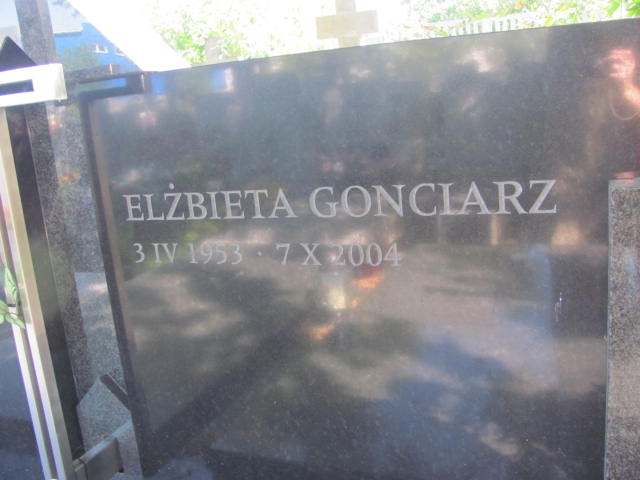 ELŻBIETA GONCIARZ
3 IV 1953 · 7 X 2004